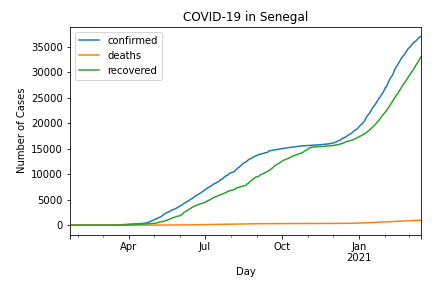 COVID-19 in Senegal
confirmed
deaths
recovered
Number of Cases
35000
30000
25000
20000
15000
10000
5000
0
Apr Jul Oct Jan
2021
Day